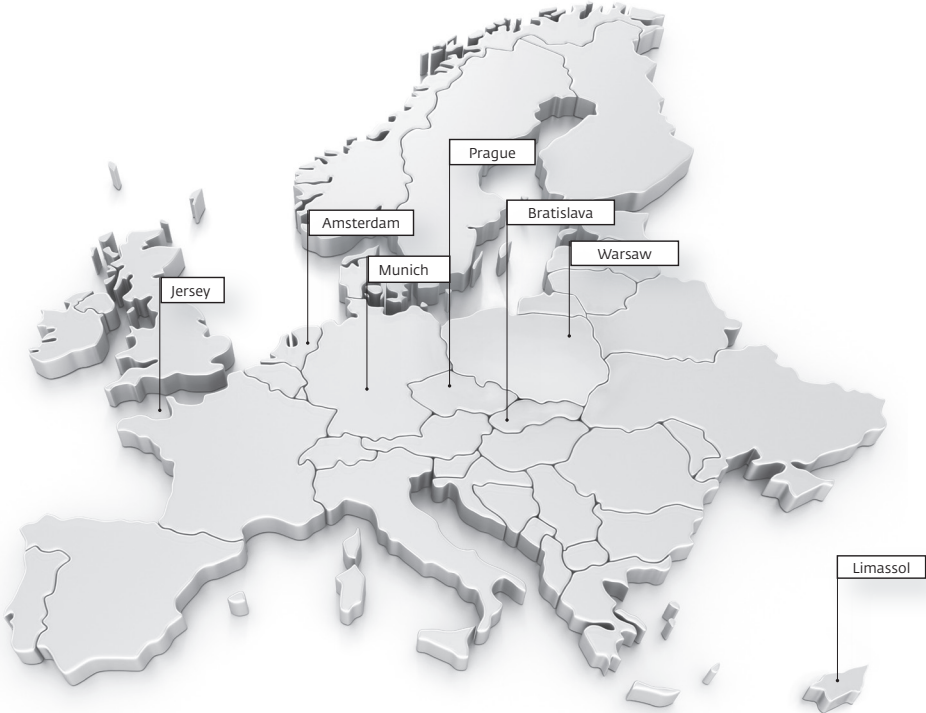 Prague
Bratislava
Amsterdam
Warsaw
Munich
Jersey
Limassol